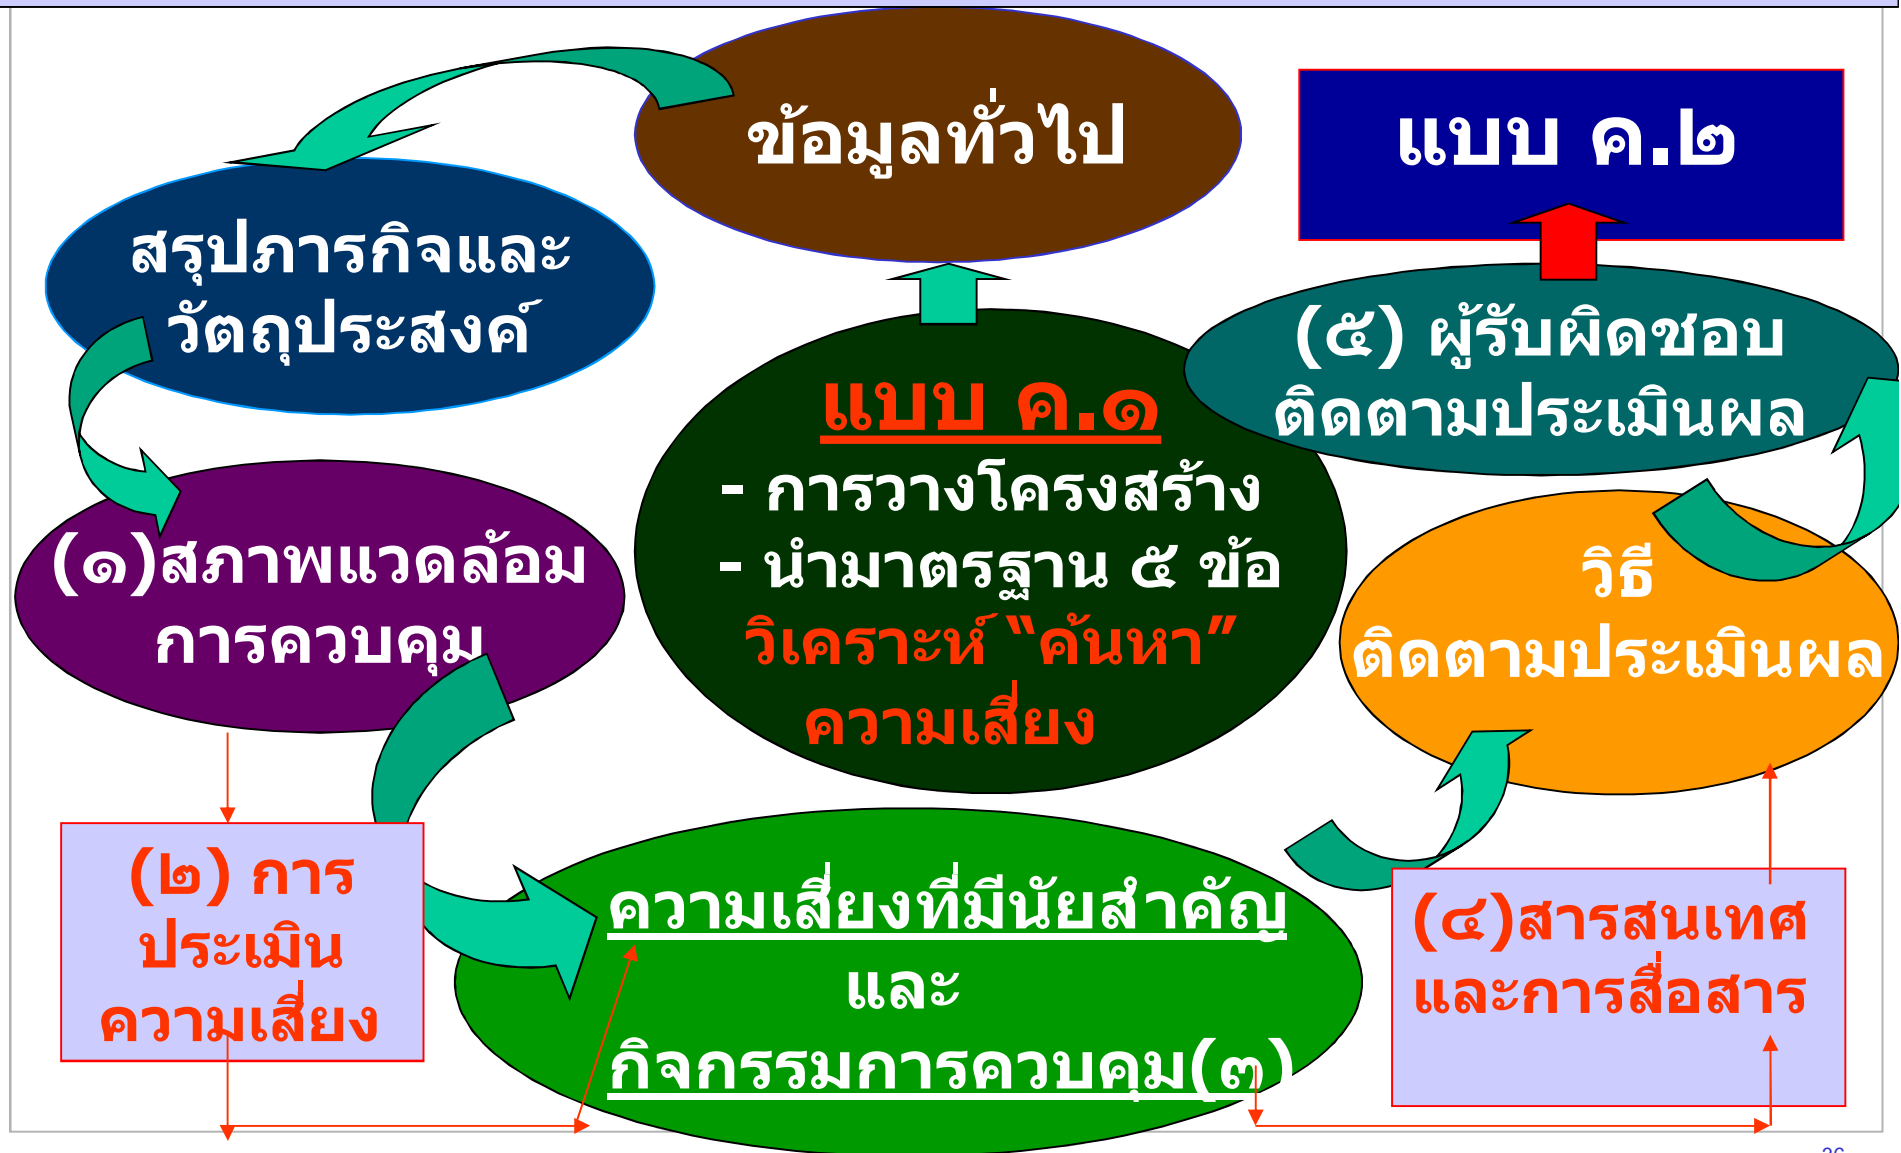 ข้อมูลทั่วไป
แบบ ค.๒
สรุปภารกิจและ
วัตถุประสงค์
(๕) ผู้รับผิดชอบ
ติดตามประเมินผล
แบบ ค.๑
- การวางโครงสร้าง
- นำมาตรฐาน ๕ ข้อ
วิเคราะห์ “ค้นหา”
ความเสี่ยง
(๑)สภาพแวดล้อม
การควบคุม
วิธี
ติดตามประเมินผล
(๒) การ
ประเมิน
ความเสี่ยง
ความเสี่ยงที่มีนัยสำคัญ
และ
กิจกรรมการควบคุม(๓)
(๔)สารสนเทศ
และการสื่อสาร